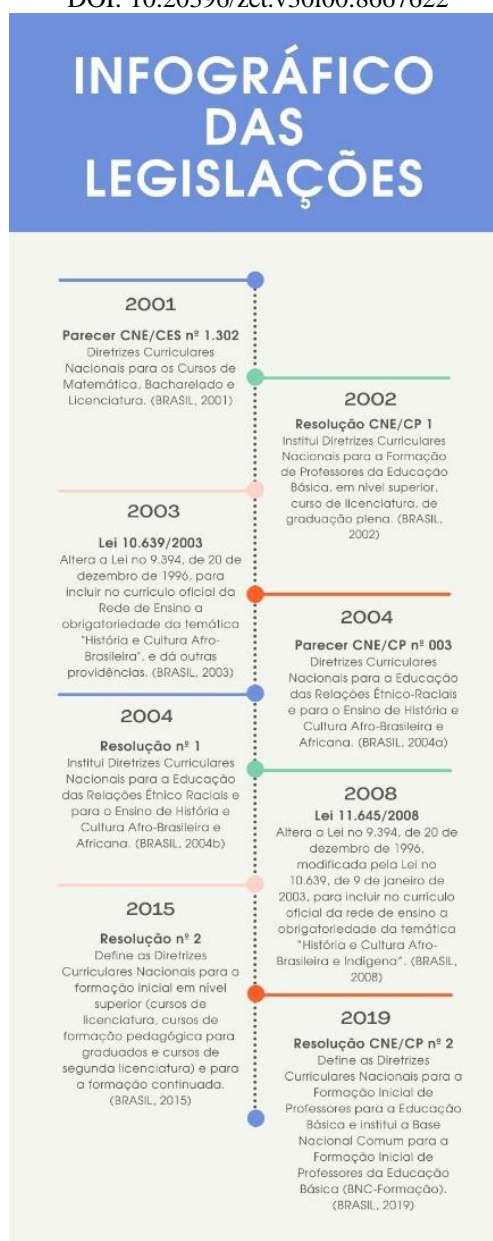 DOI: 10.20396/zet.v30i00.8667622
INFOGRÁFICO
DAS
LEGISLAÇÕES
2001
Parecer CNE/CES nº 1.302
Diretrizes Curriculares
Nacionais para os Cursos de
Matemática, Bacharelado e
Licenciatura. (BRASIL, 2001)
2002
Resolução CNE/CP 1
Institui Diretrizes Curriculares
Nacionais para a Formação
de Professores da Educação
Básica, em nível superior,
curso de licenciatura, de
graduação plena. (BRASIL,
2002)
2003
Lei 10.639/2003
Altera a Lei no 9.394, de 20 de
dezembro de 1996, para
incluir no currículo oficial da
Rede de Ensino a
obrigatoriedade da temática
"História e Cultura Afro-
Brasileira", e dá outras
providências. (BRASIL, 2003)
2004
Parecer CNE/CP nº 003
Diretrizes Curriculares
Nacionais para a Educação
das Relações Étnico-Raciais
e para o Ensino de História e
Cultura Afro-Brasileira e
Africana. (BRASIL, 2004a)
2004
Resolução nº 1
Institui Diretrizes Curriculares
Nacionais para a Educação
das Relações Étnico Raciais e
para o Ensino de História e
Cultura Afro-Brasileira e
Africana. (BRASIL, 2004b)
2008
Lei 11.645/2008
Altera a Lei no 9.394, de 20 de
dezembro de 1996,
modificada pela Lei no
10.639, de 9 de janeiro de
2003, para incluir no currículo
oficial da rede de ensino a
obrigatoriedade da temática
"História e Cultura Afro-
Brasileira e Indígena". (BRASIL,
2008)
2015
Resolução nº 2
Define as Diretrizes
Curriculares Nacionais para a
formação inicial em nível
superior (cursos de
licenciatura, cursos de
formação pedagógica para
graduados e cursos de
segunda licenciatura) e para
a formação continuada.
(BRASIL, 2015)
2019
Resolução CNE/CP nº 2
Define as Diretrizes
Curriculares Nacionais para a
Formação Inicial de
Professores para a Educação
Básica e institui a Base
Nacional Comum para a
Formação Inicial de
Professores da Educação
Básica (BNC-Formação).
(BRASIL, 2019)